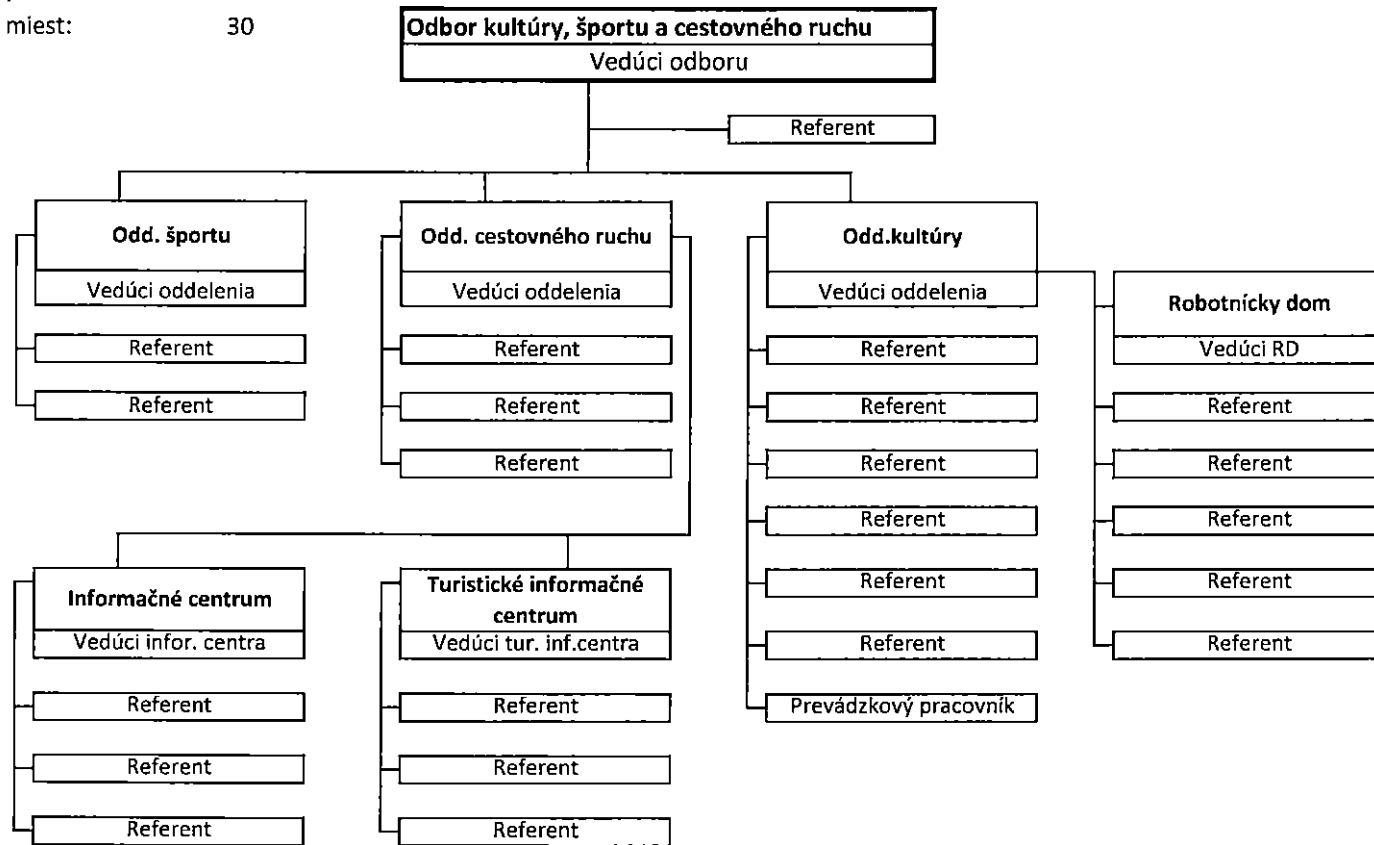 miest: 30
Odbor kultúry, športu a cestovného ruchu
Vedúci odboru
Referent
Odd. športu
Vedúci oddelenia
Referent
Referent
Odd. cestovného ruchu
Vedúci oddelenia
Referent
Referent
Referent
Odd.kultúry
Vedúci oddelenia
Referent
Referent
Referent
Referent
Referent
Referent
Prevádzkový pracovník
Robotnícky dom
Vedúci RD
Referent
Referent
Referent
Referent
Referent
Informačné centrum
Vedúci infor. centra
Referent
Referent
Referent
Turistické informačné
centrum
Vedúci tur. inf.centra
Referent
Referent
Referent